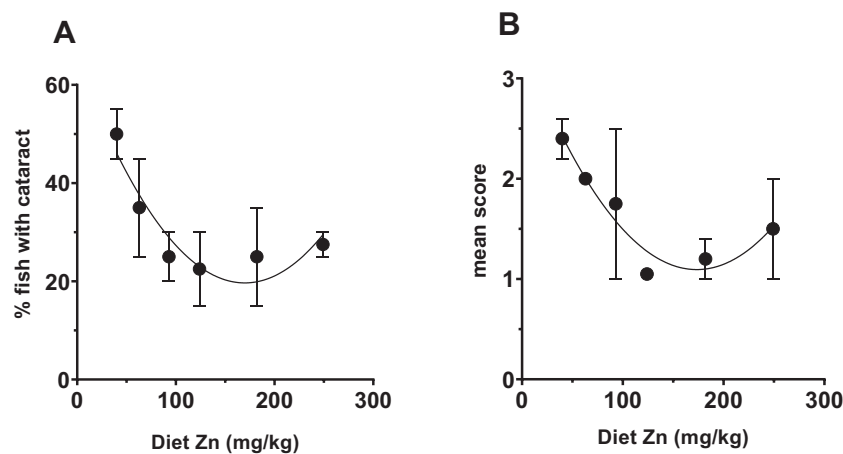 A
60
40
20
0
% fish with cataract
0 100 200 300
Diet Zn (mg/kg)
B
3
2
1
0
mean score
0 100 200 300
Diet Zn (mg/kg)